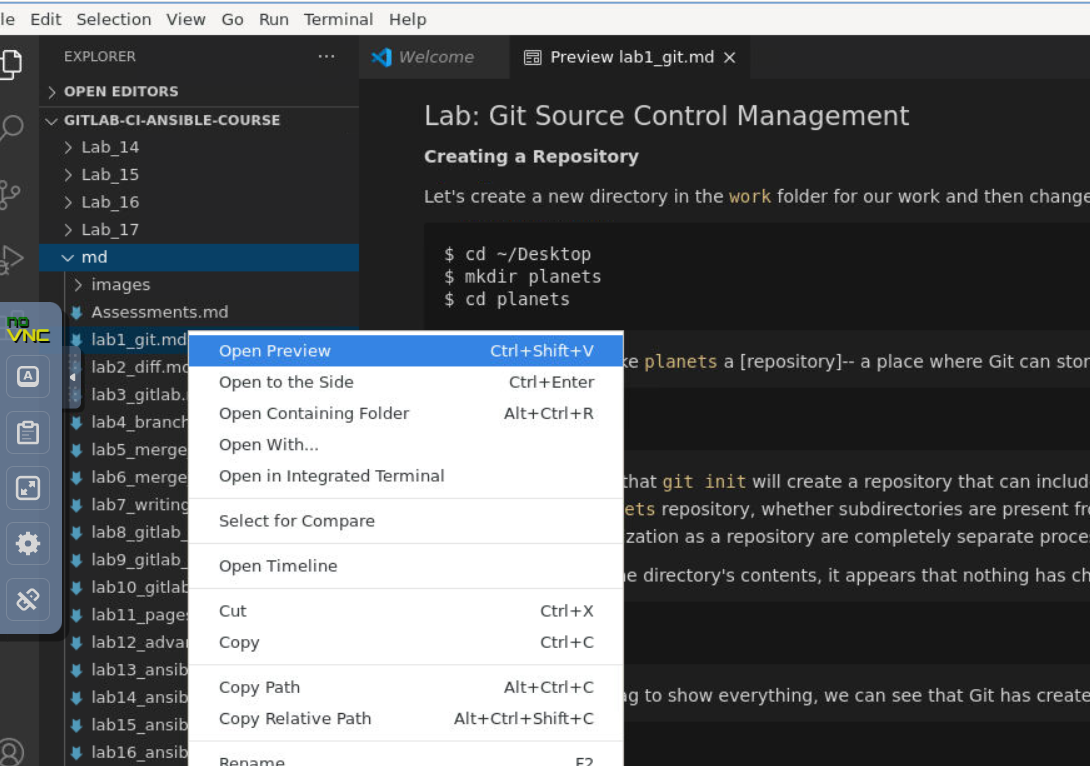 le Edit Selection View Go Run Terminal Help
EXPLORER ···
OPEN EDITORS
GITLAB-CI-ANSIBLE-COURSE
Lab_14
Lab_15
Lab_16
Lab_17
md
images
Assessments.md
lab1_git.md
lab2_diff.md
lab3_gitlab.
lab4_branch
lab5_merge
lab6_merge
lab7_writing
lab8_gitlab_
lab9_gitlab_
lab10_gitlab
lab11_pages
lab12_advan
lab13_ansib
lab14_ansib
lab15_ansib
lab16_ansib
no
VNC
A
Open Preview Ctrl+Shift+V
Open to the Side Ctrl+Enter
Open Containing Folder Alt+Ctrl+R
Open With...
Open in Integrated Terminal
Select for Compare
Open Timeline
Cut Ctrl+X
Copy Ctrl+C
Copy Path Alt+Ctrl+C
Copy Relative Path Alt+Ctrl+Shift+C
Rename F2
Welcome
Preview lab1_git.md
Lab: Git Source Control Management
Creating a Repository
Let's create a new directory in the work folder for our work and then change
$ cd ~/Desktop
$ mkdir planets
$ cd planets
ke planets a [repository]-- a place where Git can stor
that git init will create a repository that can includ
ets repository, whether subdirectories are present fr
zation as a repository are completely separate proce
e directory's contents, it appears that nothing has ch
ag to show everything, we can see that Git has create